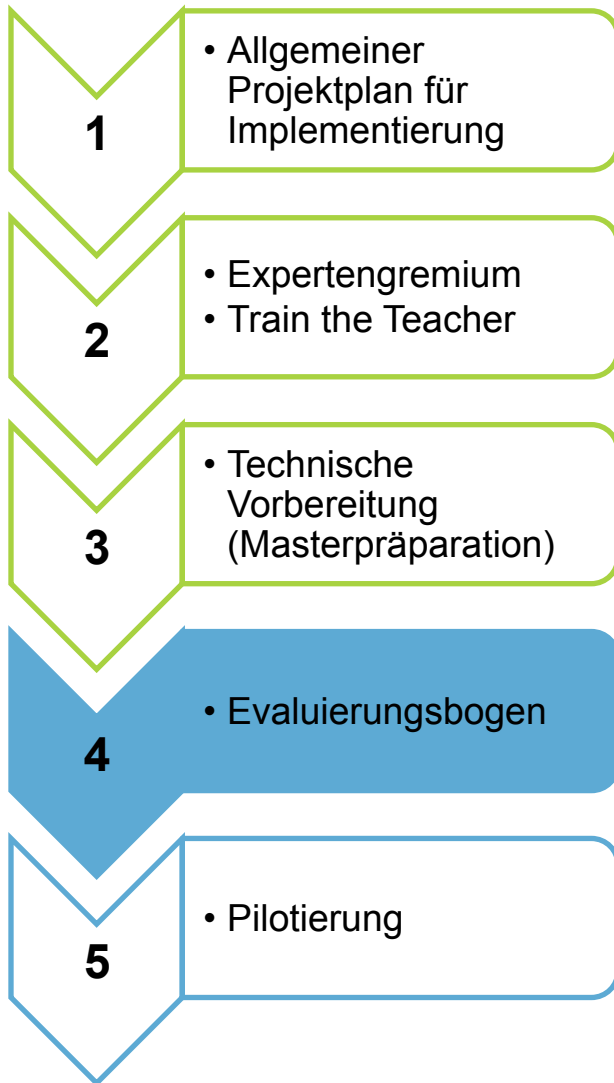 1
• Allgemeiner
Projektplan für
Implementierung
2
• Expertengremium
• Train the Teacher
3
• Technische
Vorbereitung
(Masterpräparation)
4
• Evaluierungsbogen
5
• Pilotierung